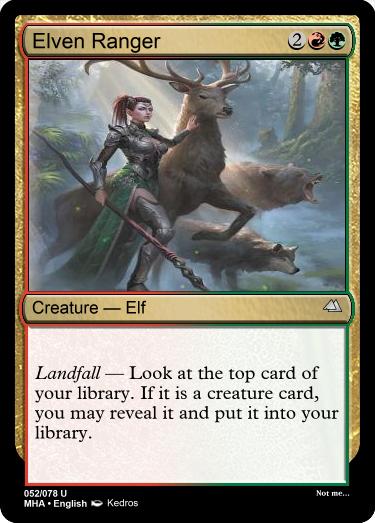 Elven Ranger 2
Creature — Elf
Landfall — Look at the top card of
your library. If it is a creature card,
you may reveal it and put it into your
library.
052/078 U
Not me...
MHA • English Kedros